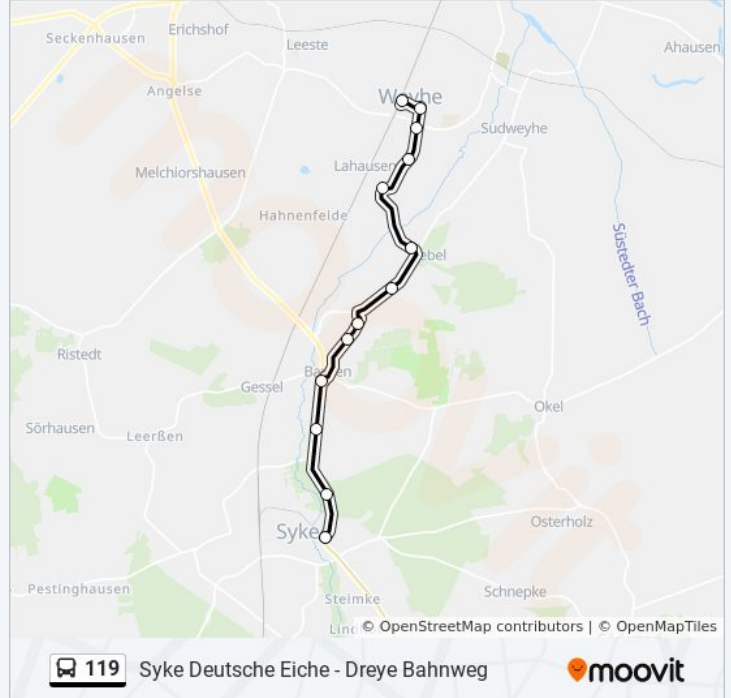 Erichshof
Seckenhausen
Leeste
Ahausen
Angelse
Weyhe
Sudweyhe
Lahausen
Melchiorshausen
Hahnenfelde
Süstedter Bach
Ristedt
Gessel
Okel
Sörhausen
Leerßen
Syke
Osterholz
Pestinghausen
Schnepke
Steimke
© OpenStreetMap contributors | © OpenMapTiles
119 Syke Deutsche Eiche - Dreye Bahnweg moovit